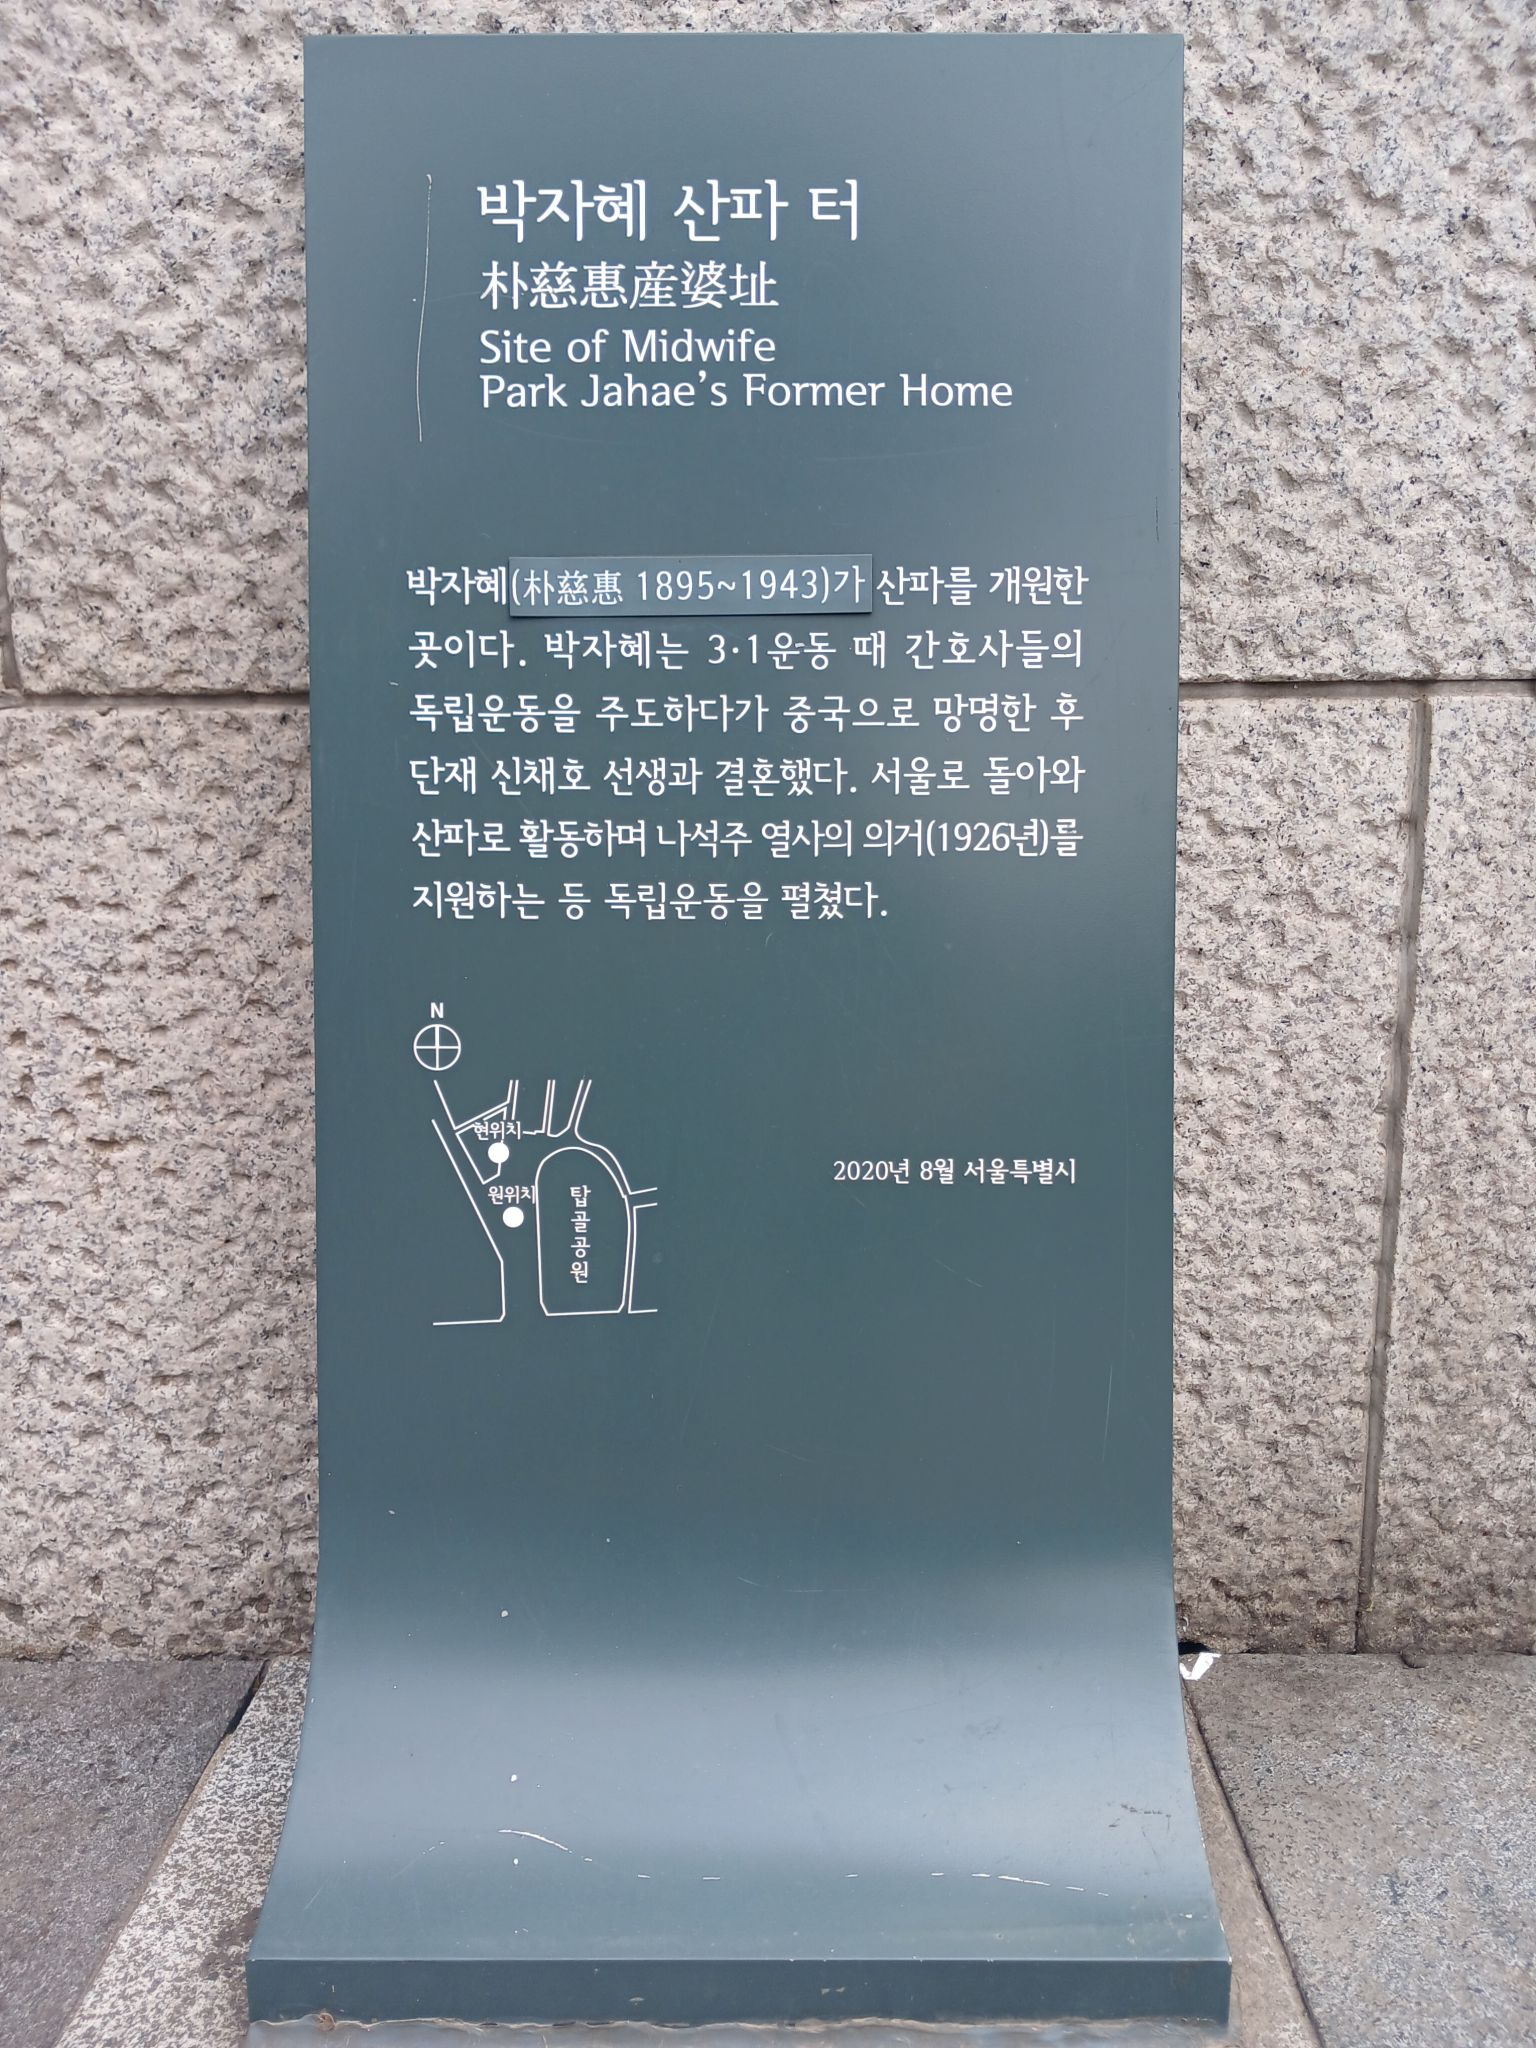 박자혜 산파 터
朴慈惠産婆址
Site of Midwife
Park Jahae's Former Home
박자혜(朴慈惠 1895~1943)가 산파를 개원한
곳이다. 박자혜는 3·1운동 때 간호사들의
독립운동을 주도하다가 중국으로 망명한 후
단재 신채호 선생과 결혼했다. 서울로 돌아와
산파로 활동하며 나석주 열사의 의거(1926년)를
지원하는 등 독립운동을 펼쳤다.
N
현위치
원위치
탑골공원
2020년 8월 서울특별시